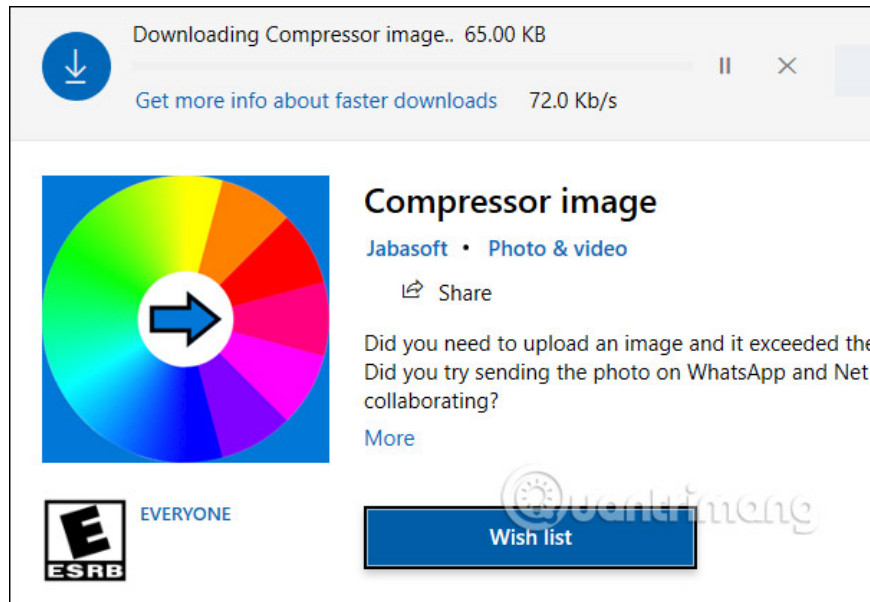 Downloading Compressor image.. 65.00 KB
Get more info about faster downloads 72.0 Kb/s
Compressor image
Jabasoft • Photo & video
Share
Did you need to upload an image and it exceeded the
Did you try sending the photo on WhatsApp and Net
collaborating?
More
E
ESRB
EVERYONE
Quantrimang
Wish list